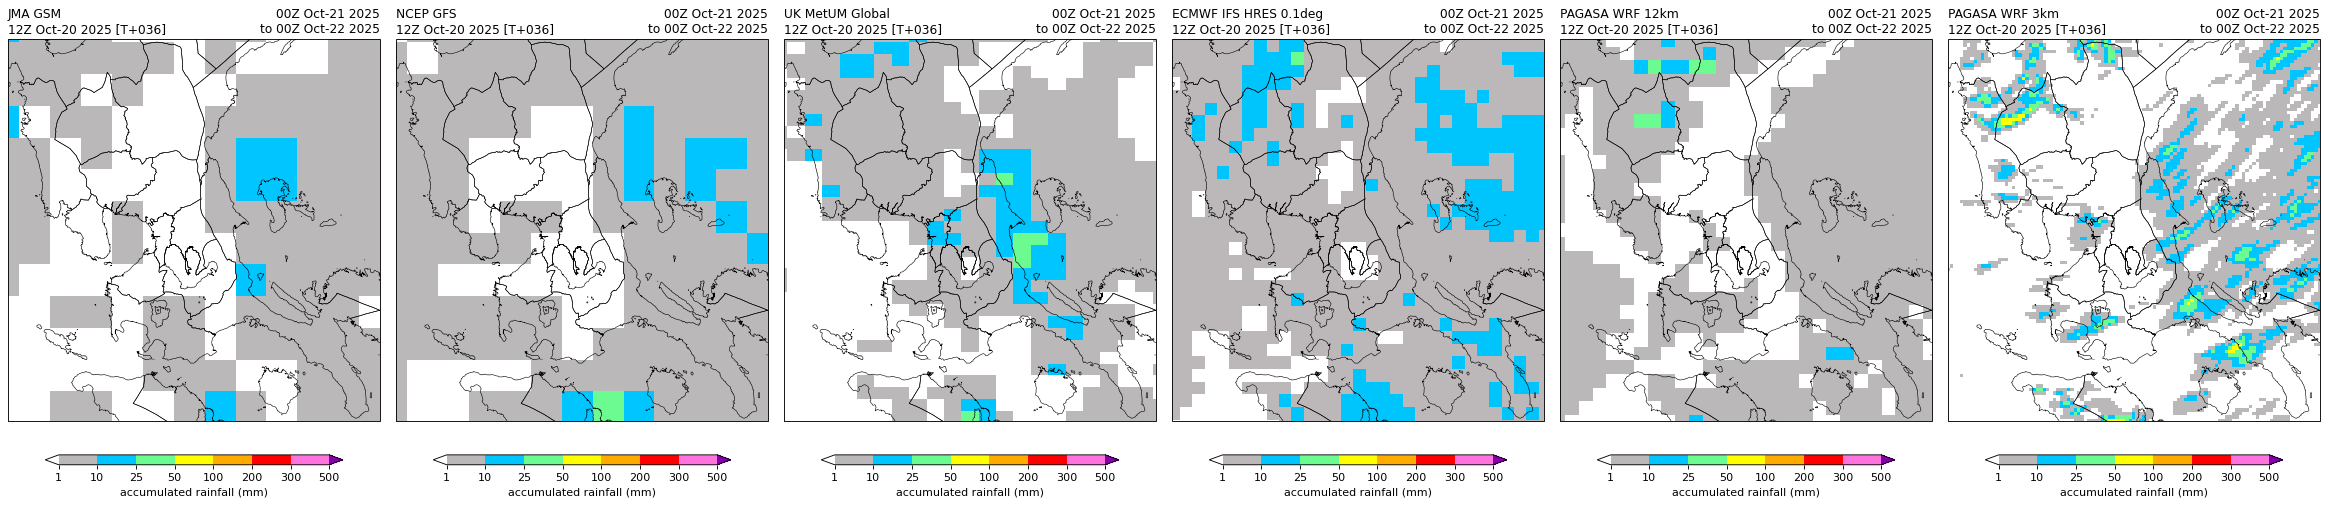 JMA GSM 00Z Oct-21 2025
12Z Oct-20 2025 [T+036] to 00Z Oct-22 2025
1 10 25 50 100 200 300 500
accumulated rainfall (mm)
NCEP GFS 00Z Oct-21 2025
12Z Oct-20 2025 [T+036] to 00Z Oct-22 2025
1 10 25 50 100 200 300 500
accumulated rainfall (mm)
UK MetUM Global 00Z Oct-21 2025
12Z Oct-20 2025 [T+036] to 00Z Oct-22 2025
1 10 25 50 100 200 300 500
accumulated rainfall (mm)
ECMWF IFS HRES 0.1deg 00Z Oct-21 2025
12Z Oct-20 2025 [T+036] to 00Z Oct-22 2025
1 10 25 50 100 200 300 500
accumulated rainfall (mm)
PAGASA WRF 12km 00Z Oct-21 2025
12Z Oct-20 2025 [T+036] to 00Z Oct-22 2025
1 10 25 50 100 200 300 500
accumulated rainfall (mm)
PAGASA WRF 3km 00Z Oct-21 2025
12Z Oct-20 2025 [T+036] to 00Z Oct-22 2025
1 10 25 50 100 200 300 500
accumulated rainfall (mm)